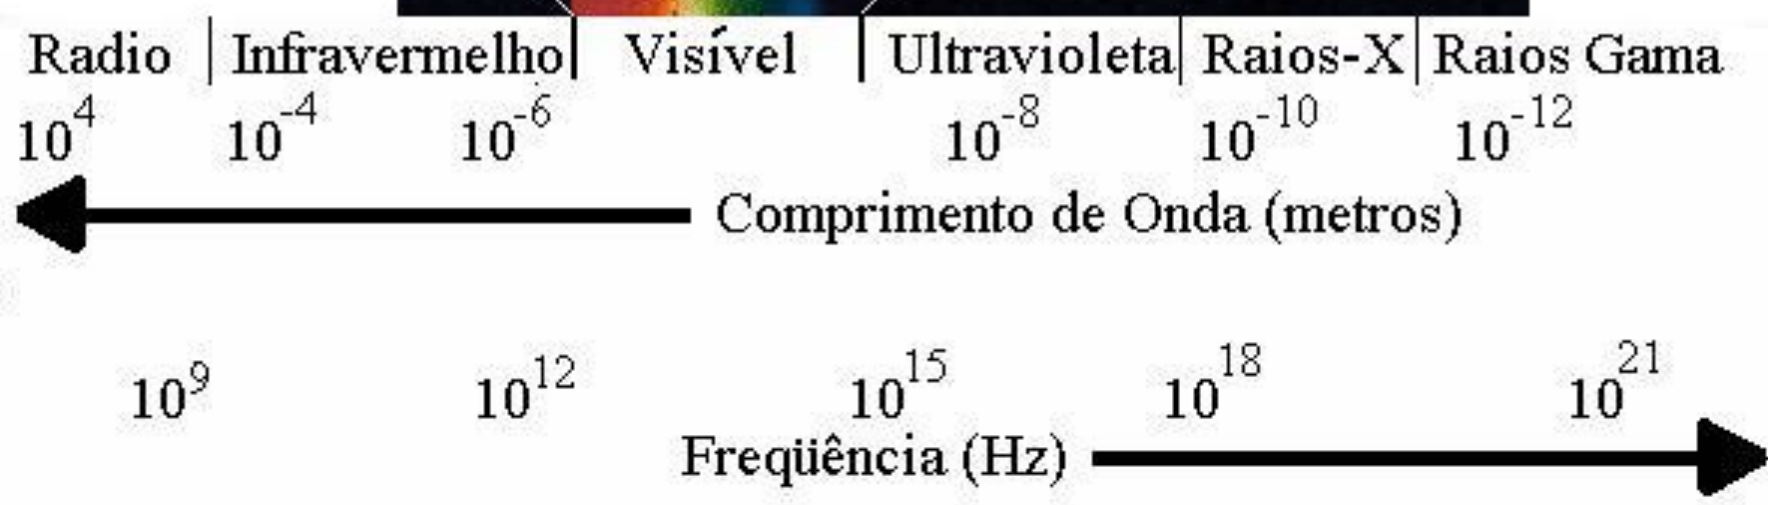 Radio | Infravermelho | Visível | Ultravioleta | Raios-X | Raios Gama
10^4 10^-4 10^-6 10^-8 10^-10 10^-12
Comprimento de Onda (metros)
10^9 10^12 10^15 10^18 10^21
Freqüência (Hz)